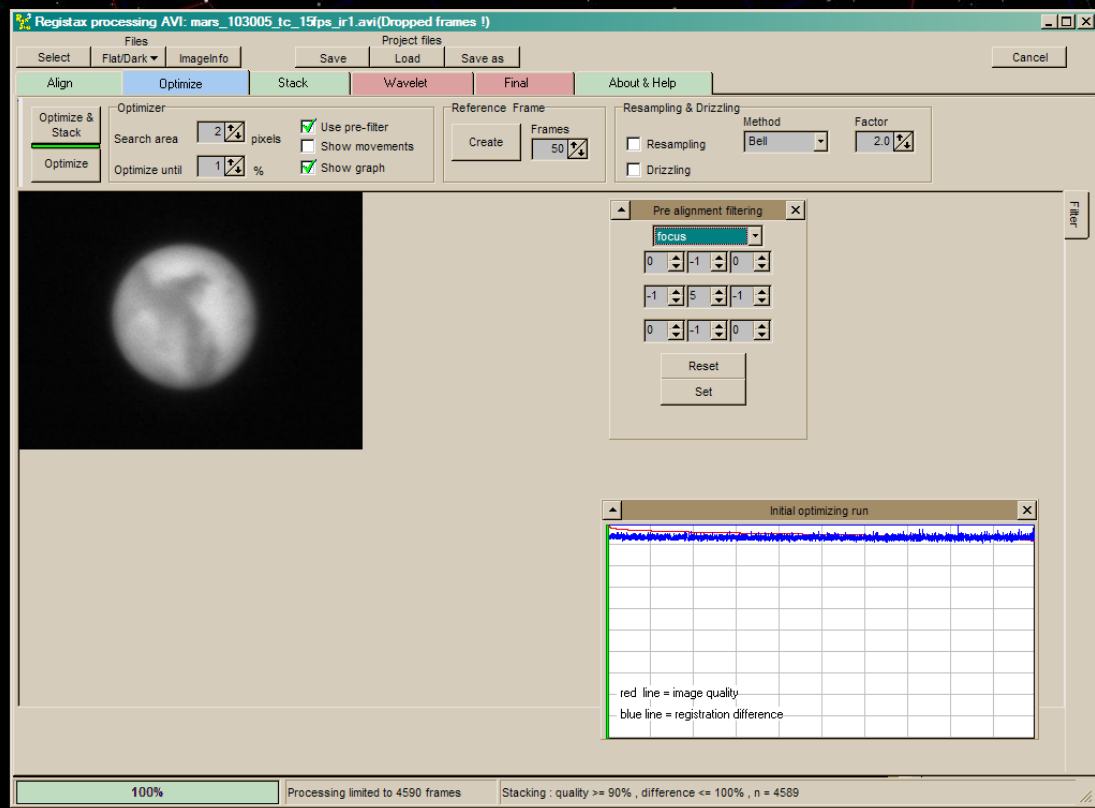 Registax processing AVI: mars_103005_tc_15fps_ir1.avi(Dropped frames !)
Files
Project files
Select
Flat/Dark
ImageInfo
Save
Load
Save as
Cancel
Align
Optimize
Stack
Wavelet
Final
About & Help
Optimize & Stack
Optimize
Optimizer
Search area 2 pixels
Optimize until 1 %
Use pre-filter
Show movements
Show graph
Reference Frame
Create
Frames
50
Resampling & Drizzling
Resampling
Drizzling
Method
Bell
Factor
2.0
Filter
Pre alignment filtering
focus
0 -1 0
-1 5 -1
0 -1 0
Reset
Set
Initial optimizing run
red line = image quality
blue line = registration difference
100%
Processing limited to 4590 frames
Stacking : quality >= 90% , difference <= 100% , n = 4589